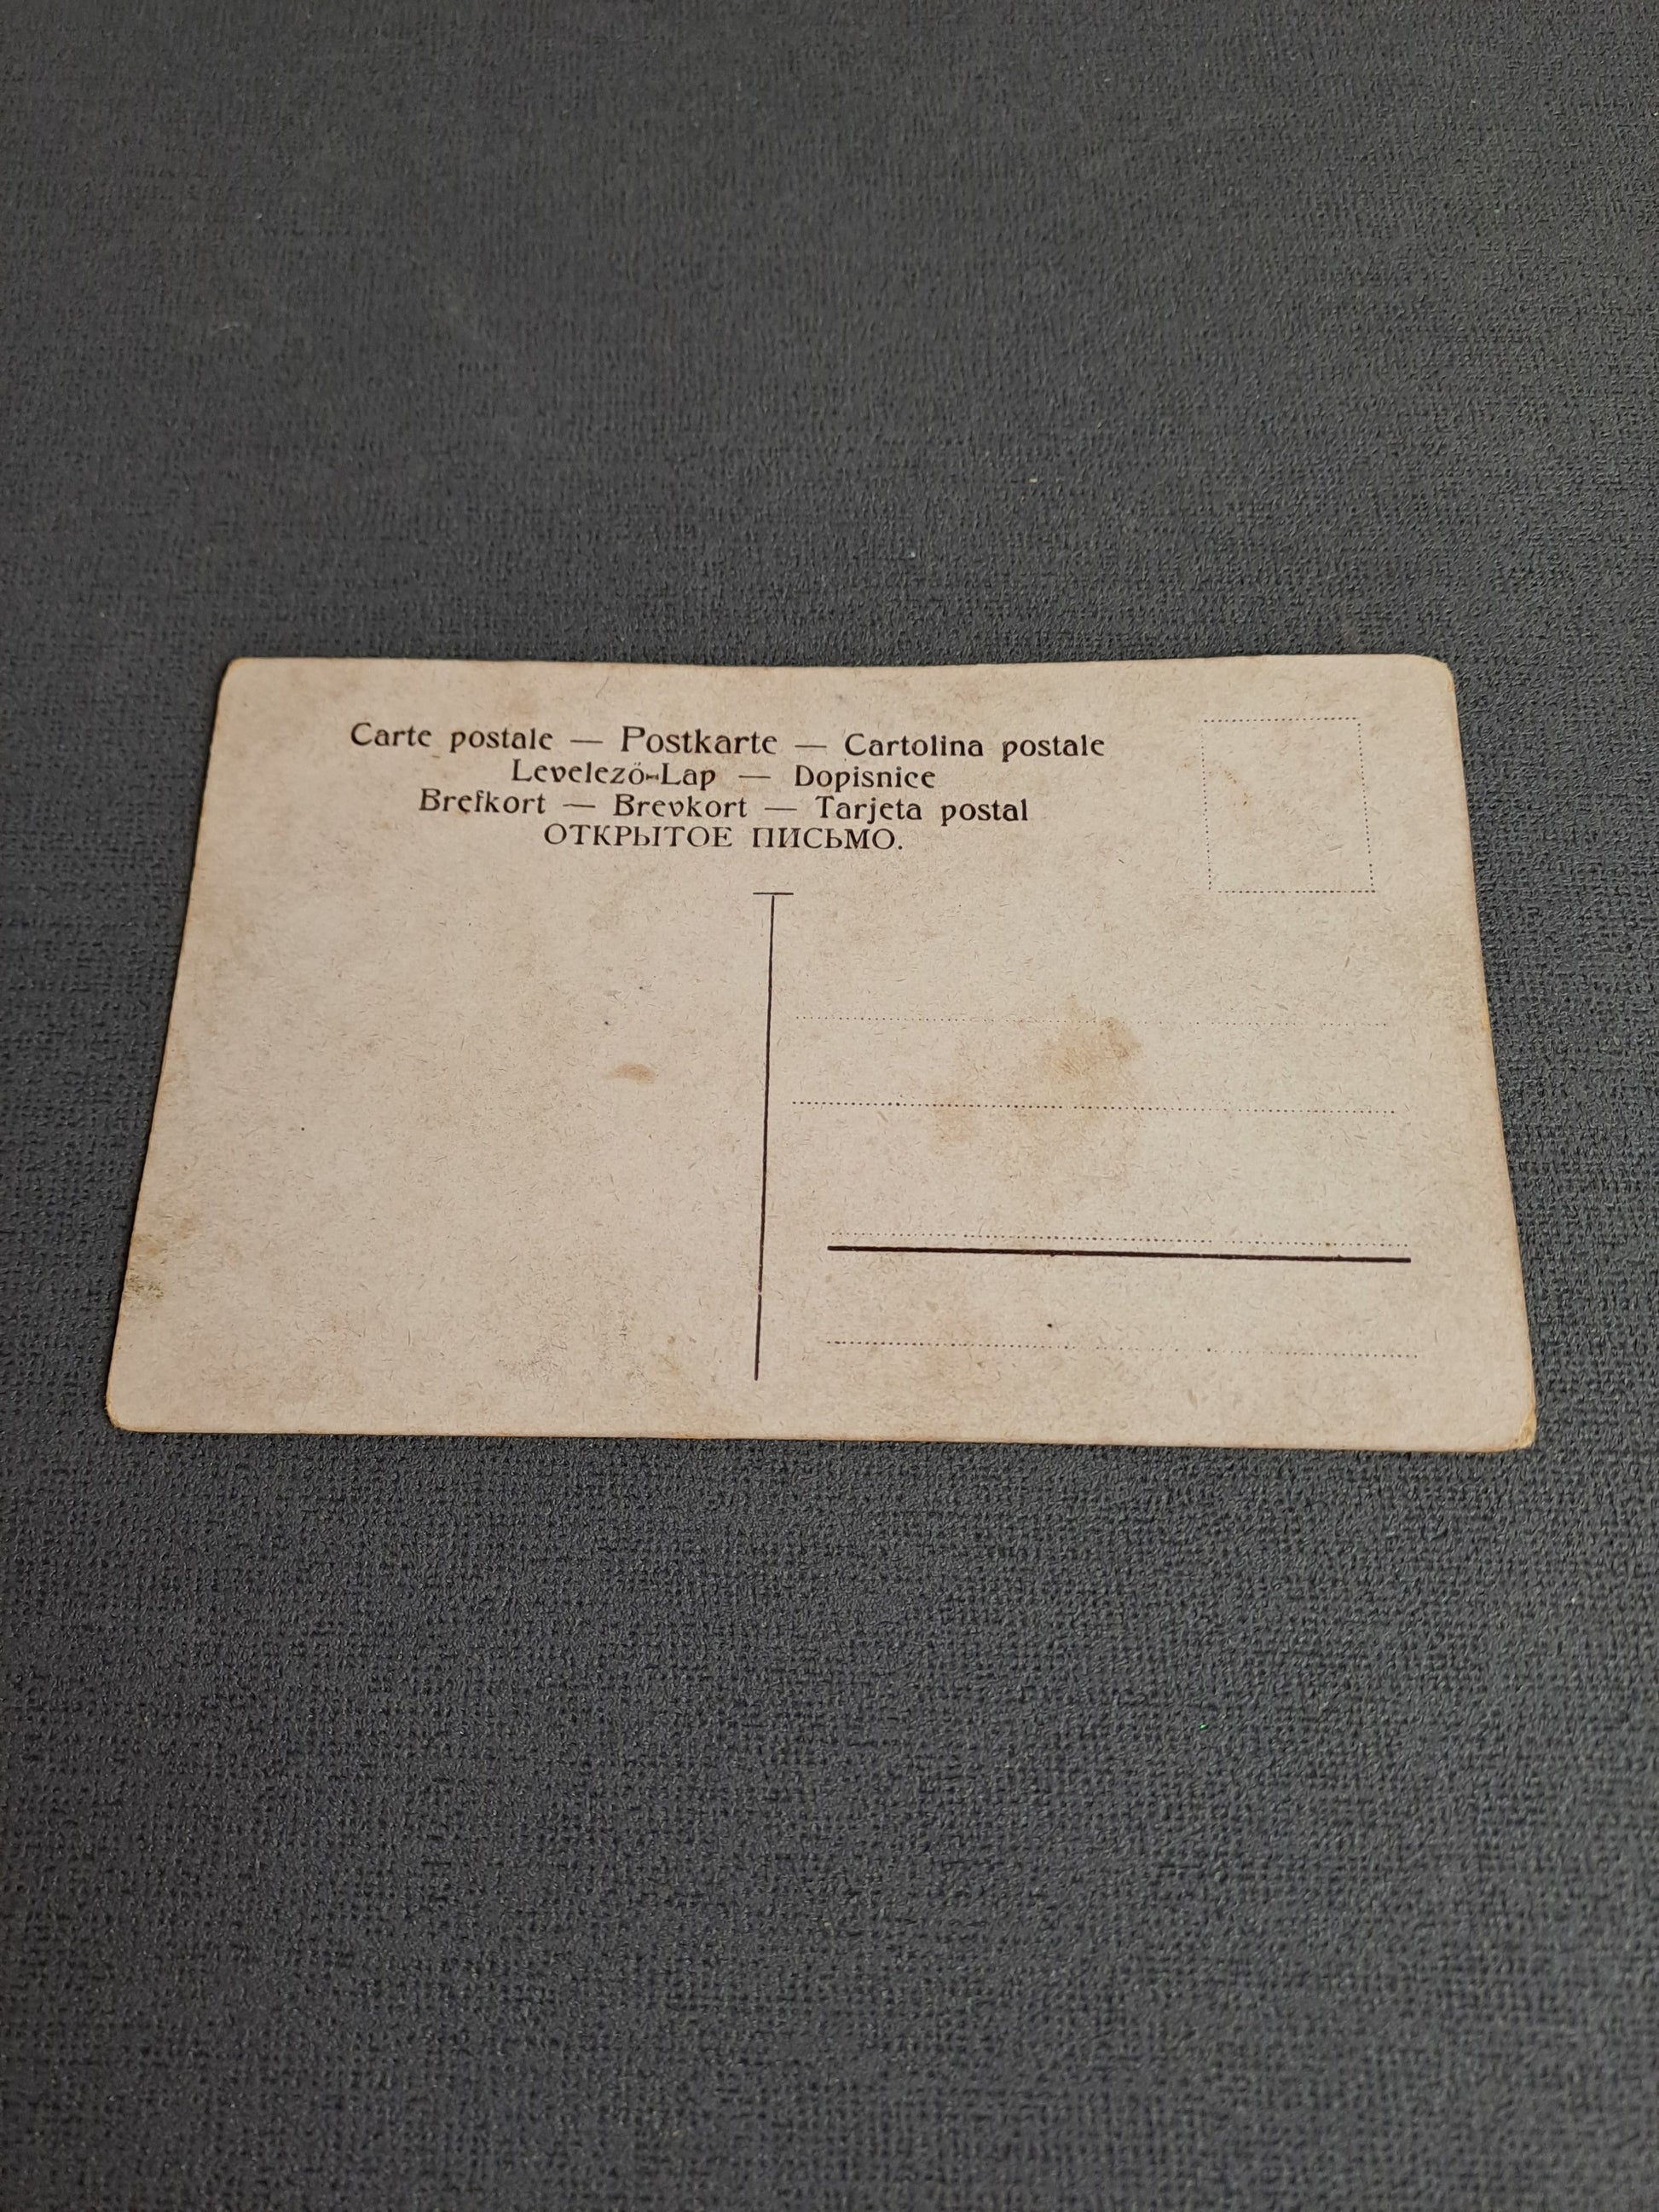 Carte postale — Postkarte — Cartolina postale
Levelező-Lap — Dopisnice
Brefkort — Brevkort — Tarjeta postal
ОТКРЫТОЕ ПИСЬМО.